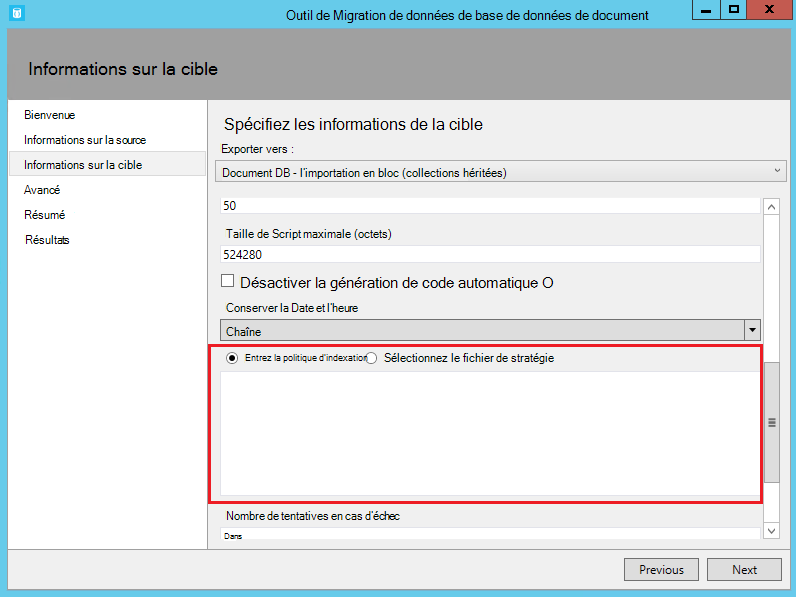 Outil de Migration de données de base de données de document
Informations sur la cible
Bienvenue
Informations sur la source
Informations sur la cible
Avancé
Résumé
Résultats
Spécifiez les informations de la cible
Exporter vers :
Document DB - l'importation en bloc (collections héritées)
50
Taille de Script maximale (octets)
524280
Désactiver la génération de code automatique O
Conserver la Date et l'heure
Chaîne
Entrez la politique d'indexation Sélectionnez le fichier de stratégie
Nombre de tentatives en cas d'échec
Dans
Previous Next